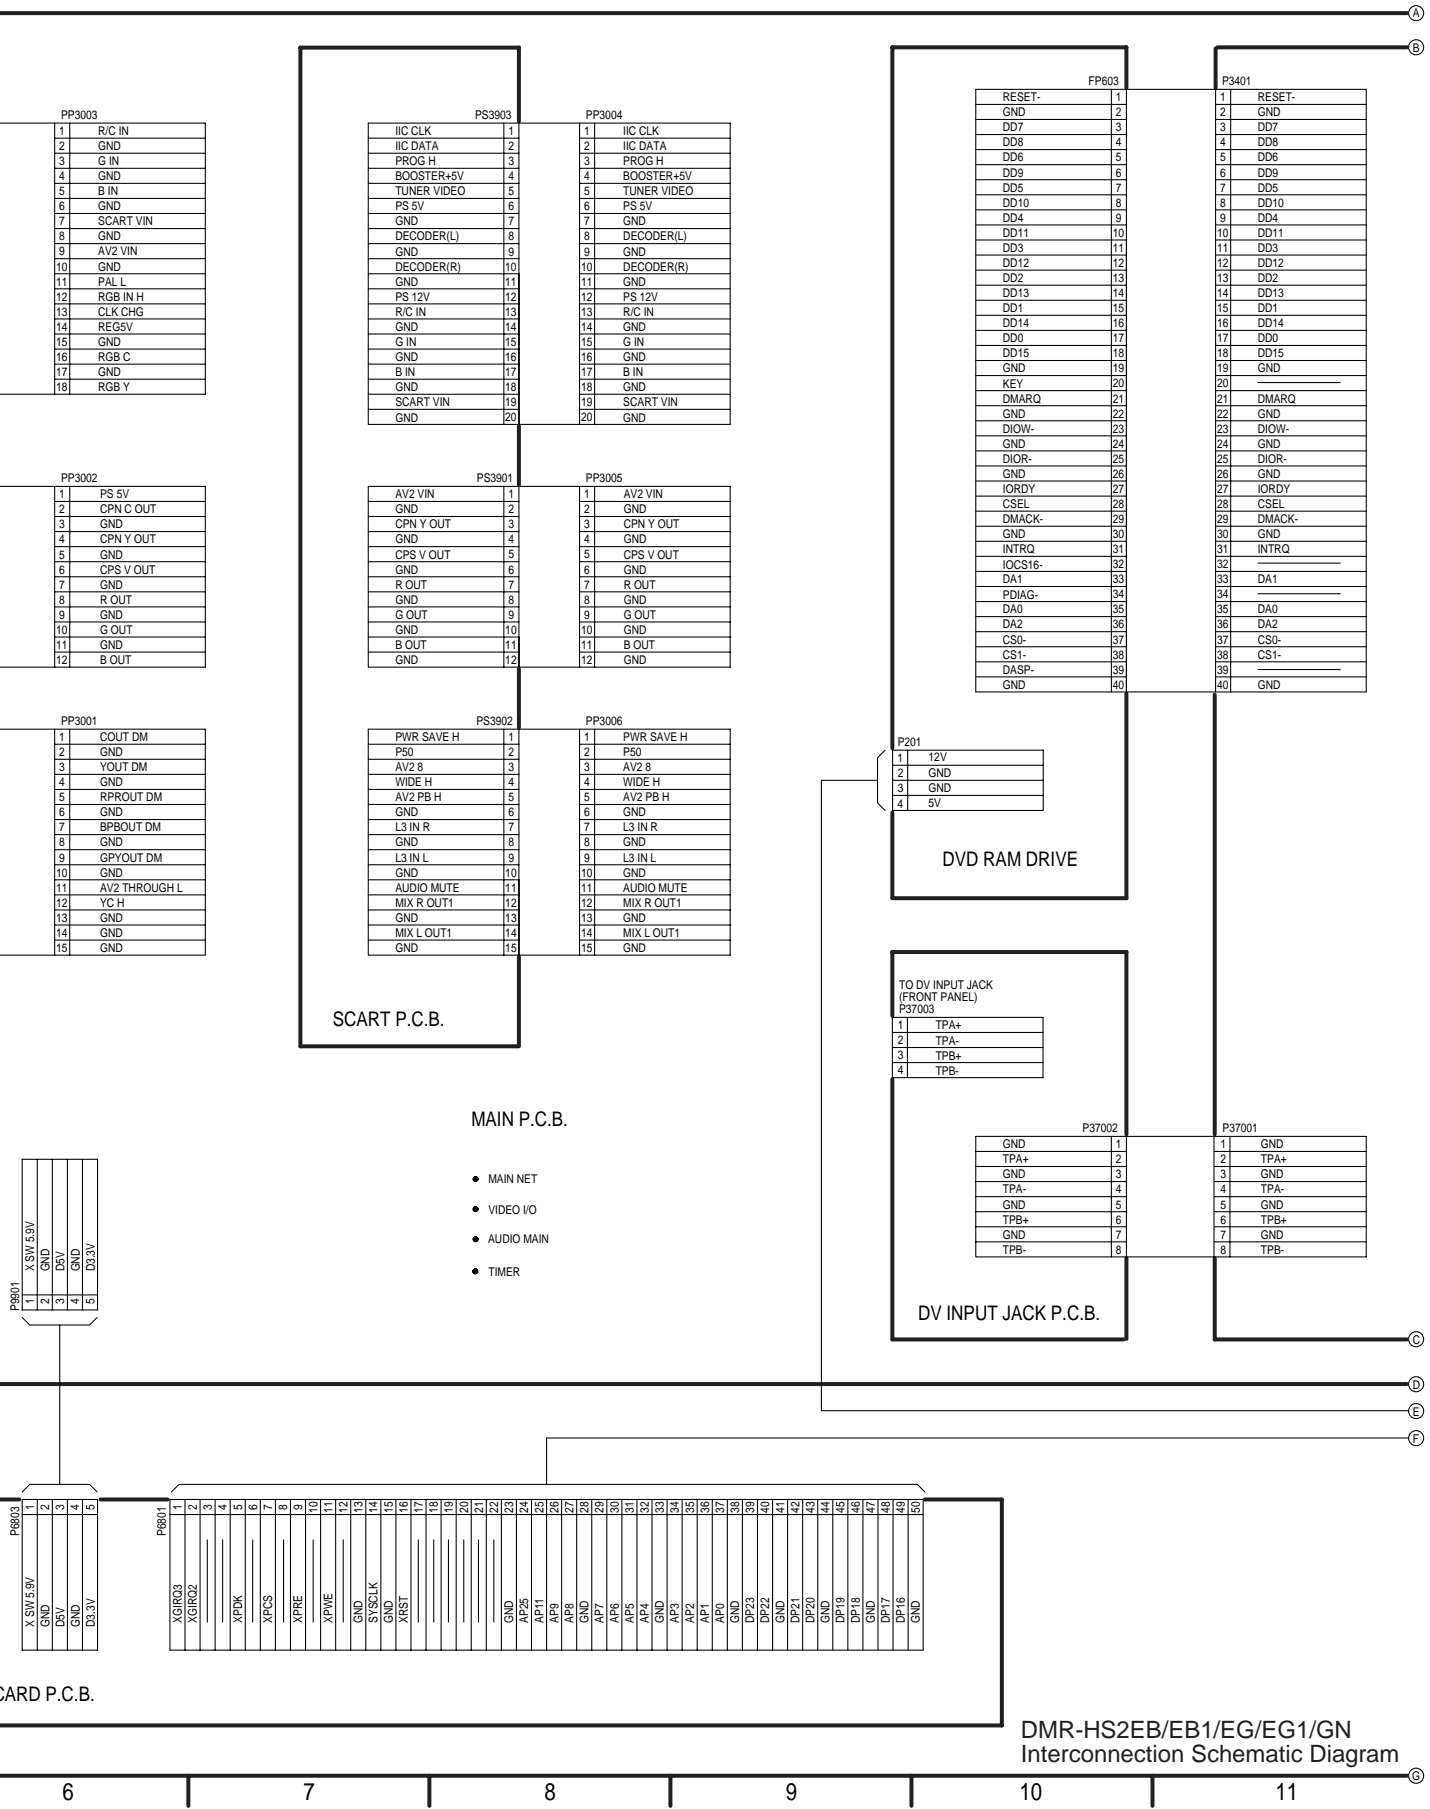 A
B
PP3003
1 R/C IN
2 GND
3 G IN
4 GND
5 B IN
6 GND
7 SCART VIN
8 GND
9 AV2 VIN
10 GND
11 PAL L
12 RGB IN H
13 CLK CHG
14 REG5V
15 GND
16 RGB C
17 GND
18 RGB Y
PP3002
1 PS 5V
2 CPN C OUT
3 GND
4 CPN Y OUT
5 GND
6 CPS V OUT
7 GND
8 R OUT
9 GND
10 G OUT
11 GND
12 B OUT
PP3001
1 COUT DM
2 GND
3 YOUT DM
4 GND
5 RPROUT DM
6 GND
7 BPBOUT DM
8 GND
9 GPYOUT DM
10 GND
11 AV2 THROUGH L
12 YC H
13 GND
14 GND
15 GND
PS3903 PP3004
IIC CLK 1 1 IIC CLK
IIC DATA 2 2 IIC DATA
PROG H 3 3 PROG H
BOOSTER+5V 4 4 BOOSTER+5V
TUNER VIDEO 5 5 TUNER VIDEO
PS 5V 6 6 PS 5V
GND 7 7 GND
DECODER(L) 8 8 DECODER(L)
GND 9 9 GND
DECODER(R) 10 10 DECODER(R)
GND 11 11 GND
PS 12V 12 12 PS 12V
R/C IN 13 13 R/C IN
GND 14 14 GND
G IN 15 15 G IN
GND 16 16 GND
B IN 17 17 B IN
GND 18 18 GND
SCART VIN 19 19 SCART VIN
GND 20 20 GND
PS3901 PP3005
AV2 VIN 1 1 AV2 VIN
GND 2 2 GND
CPN Y OUT 3 3 CPN Y OUT
GND 4 4 GND
CPS V OUT 5 5 CPS V OUT
GND 6 6 GND
R OUT 7 7 R OUT
GND 8 8 GND
G OUT 9 9 G OUT
GND 10 10 GND
B OUT 11 11 B OUT
GND 12 12 GND
PS3902 PP3006
PWR SAVE H 1 1 PWR SAVE H
P50 2 2 P50
AV2 8 3 3 AV2 8
WIDE H 4 4 WIDE H
AV2 PB H 5 5 AV2 PB H
GND 6 6 GND
L3 IN R 7 7 L3 IN R
GND 8 8 GND
L3 IN L 9 9 L3 IN L
GND 10 10 GND
AUDIO MUTE 11 11 AUDIO MUTE
MIX R OUT1 12 12 MIX R OUT1
GND 13 13 GND
MIX L OUT1 14 14 MIX L OUT1
GND 15 15 GND
SCART P.C.B.
FP603 P3401
RESET- 1 1 RESET-
GND 2 2 GND
DD7 3 3 DD7
DD8 4 4 DD8
DD6 5 5 DD6
DD9 6 6 DD9
DD5 7 7 DD5
DD10 8 8 DD10
DD4 9 9 DD4
DD11 10 10 DD11
DD3 11 11 DD3
DD12 12 12 DD12
DD2 13 13 DD2
DD13 14 14 DD13
DD1 15 15 DD1
DD14 16 16 DD14
DD0 17 17 DD0
DD15 18 18 DD15
GND 19 19 GND
KEY 20 20
DMARQ 21 21 DMARQ
GND 22 22 GND
DIOW- 23 23 DIOW-
GND 24 24 GND
DIOR- 25 25 DIOR-
GND 26 26 GND
IORDY 27 27 IORDY
CSEL 28 28 CSEL
DMACK- 29 29 DMACK-
GND 30 30 GND
INTRQ 31 31 INTRQ
IOCS16- 32 32
DA1 33 33 DA1
PDIAG- 34 34
DA0 35 35 DA0
DA2 36 36 DA2
CS0- 37 37 CS0-
CS1- 38 38 CS1-
DASP- 39 39
GND 40 40 GND
P201
1 12V
2 GND
3 GND
4 5V
DVD RAM DRIVE
TO DV INPUT JACK
(FRONT PANEL)
P37003
1 TPA+
2 TPA-
3 TPB+
4 TPB-
P37002 P37001
GND 1 1 GND
TPA+ 2 2 TPA+
GND 3 3 GND
TPA- 4 4 TPA-
GND 5 5 GND
TPB+ 6 6 TPB+
GND 7 7 GND
TPB- 8 8 TPB-
DV INPUT JACK P.C.B.
MAIN P.C.B.
● MAIN NET
● VIDEO I/O
● AUDIO MAIN
● TIMER
P9901
1 X SW 5.9V
2 GND
3 D5V
4 GND
5 D3.3V
C
D
E
F
P6803
1 X SW 5.9V
2 GND
3 D5V
4 GND
5 D3.3V
P6801
1 XGIRQ3
2 XGIRQ2
3
4
5 XPDK
6
7 XPCS
8
9 XPRE
10
11 XPWE
12
13 GND
14 SYSCLK
15 GND
16 XRST
17
18
19
20
21
22
23 GND
24 AP25
25 AP11
26 AP9
27 AP8
28 GND
29 AP7
30 AP6
31 AP5
32 AP4
33 GND
34 AP3
35 AP2
36 AP1
37 AP0
38 GND
39 DP23
40 DP22
41 GND
42 DP21
43 DP20
44 GND
45 DP19
46 DP18
47 GND
48 DP17
49 DP16
50 GND
CARD P.C.B.
DMR-HS2EB/EB1/EG/EG1/GN
Interconnection Schematic Diagram
G
6 7 8 9 10 11